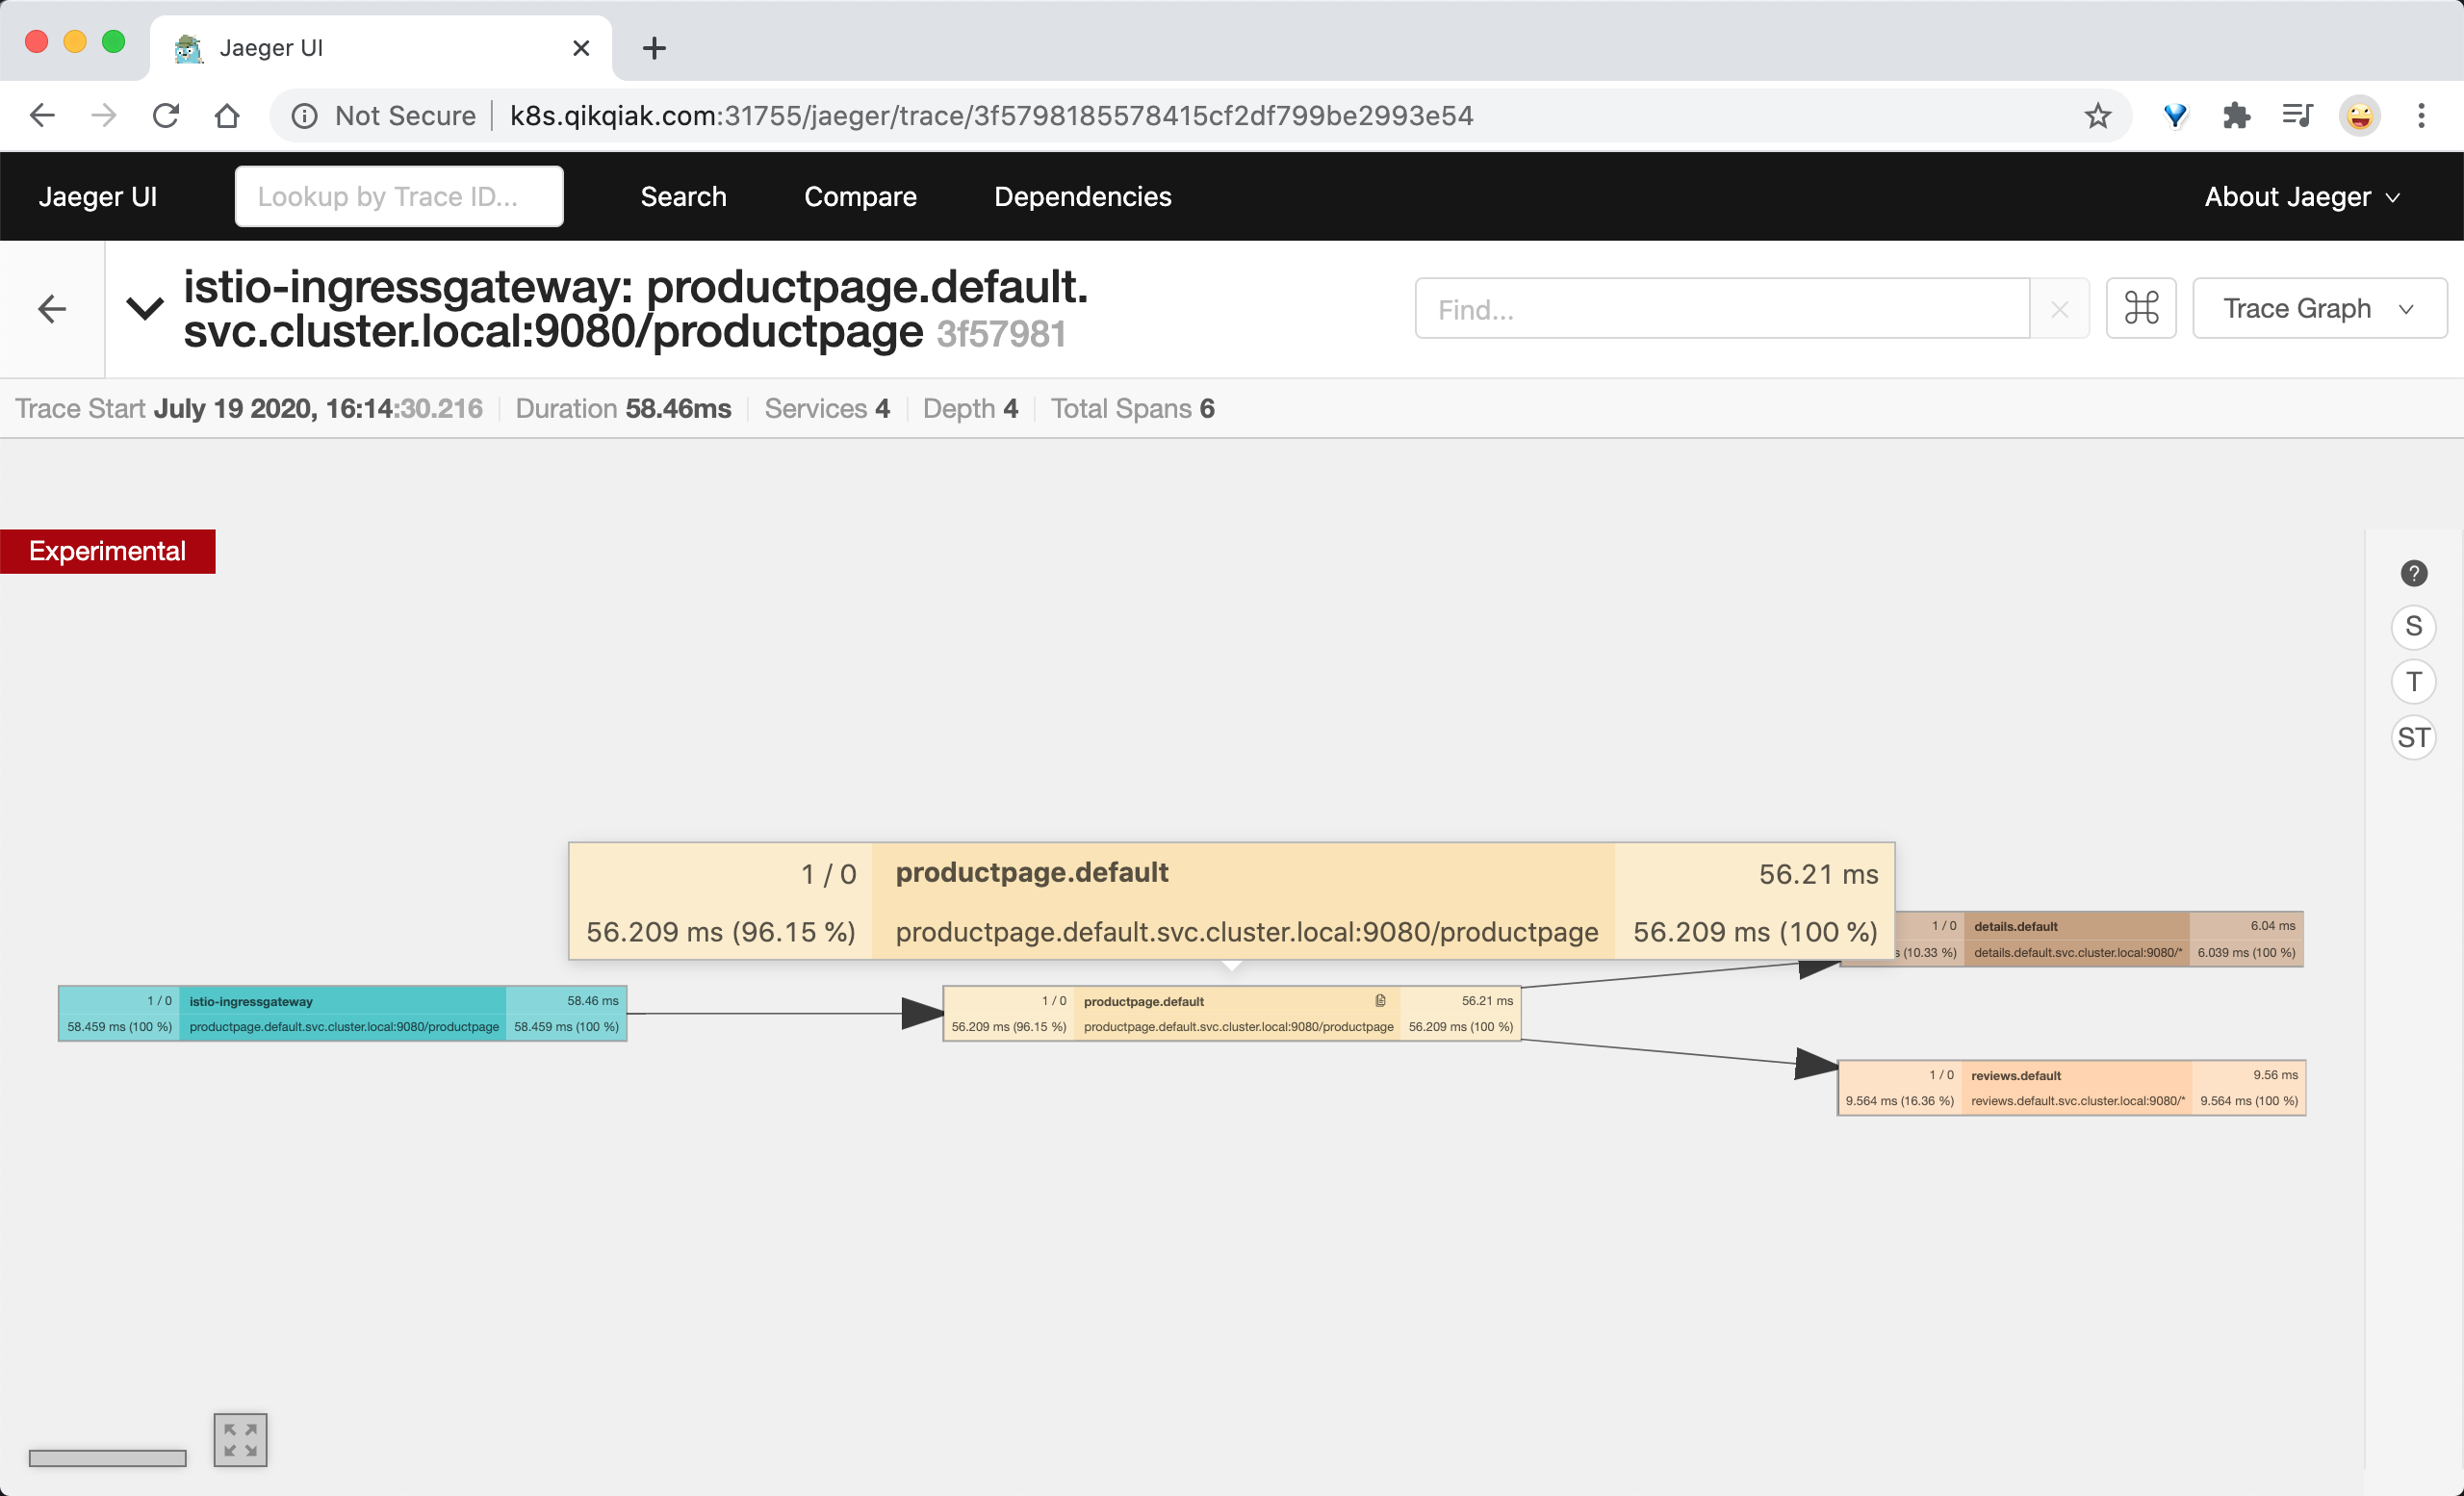 Jaeger UI
Not Secure k8s.qikqiak.com:31755/jaeger/trace/3f5798185578415cf2df799be2993e54
Jaeger UI Lookup by Trace ID... Search Compare Dependencies About Jaeger
istio-ingressgateway: productpage.default.
svc.cluster.local:9080/productpage 3f57981
Find... Trace Graph
Trace Start July 19 2020, 16:14:30.216 Duration 58.46ms Services 4 Depth 4 Total Spans 6
Experimental
?
S
T
ST
1 / 0 productpage.default 56.21 ms
56.209 ms (96.15 %) productpage.default.svc.cluster.local:9080/productpage 56.209 ms (100 %)
1 / 0 details.default 6.04 ms
s (10.33 %) details.default.svc.cluster.local:9080/* 6.039 ms (100 %)
1 / 0 istio-ingressgateway 58.46 ms
58.459 ms (100 %) productpage.default.svc.cluster.local:9080/productpage 58.459 ms (100 %)
1 / 0 productpage.default 56.21 ms
56.209 ms (96.15 %) productpage.default.svc.cluster.local:9080/productpage 56.209 ms (100 %)
1 / 0 reviews.default 9.56 ms
9.564 ms (16.36 %) reviews.default.svc.cluster.local:9080/* 9.564 ms (100 %)